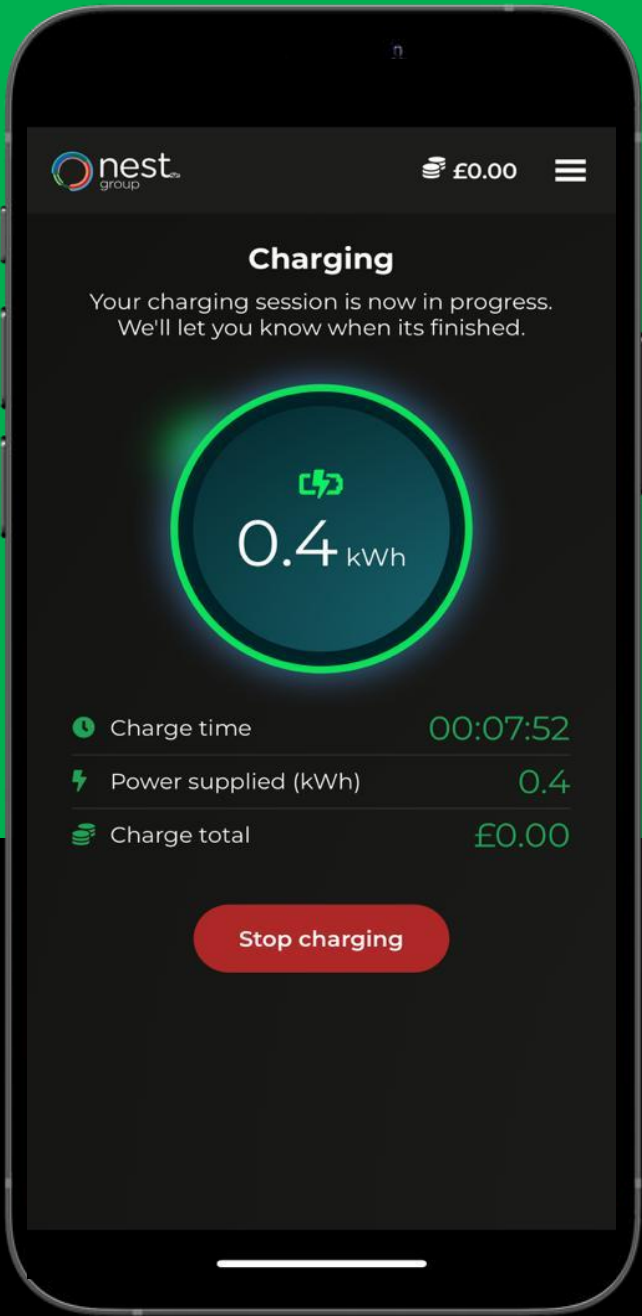 nest
group
£0.00
Charging
Your charging session is now in progress.
We'll let you know when its finished.
0.4 kWh
Charge time 00:07:52
Power supplied (kWh) 0.4
Charge total £0.00
Stop charging